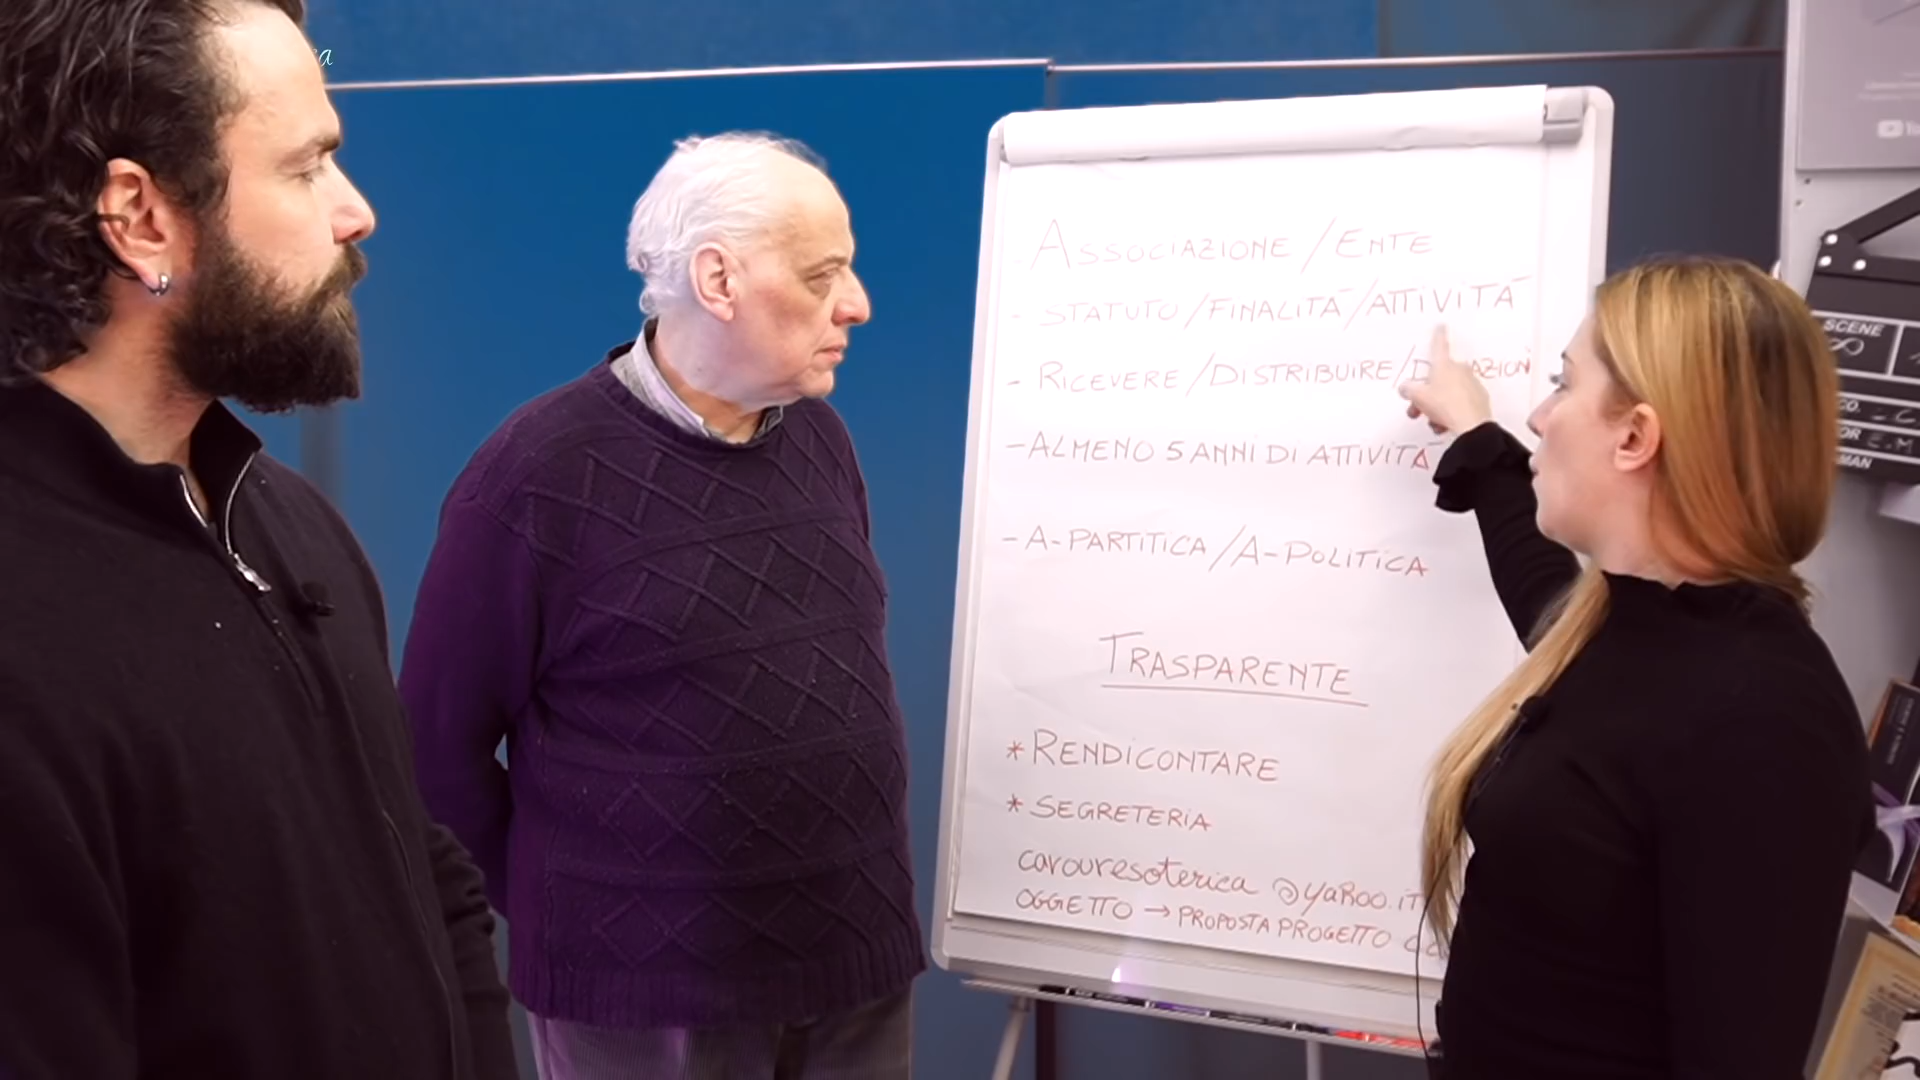 - ASSOCIAZIONE / ENTE
- STATUTO / FINALITÀ / ATTIVITÀ
- RICEVERE / DISTRIBUIRE /
- ALMENO 5 ANNI DI ATTIVITÀ
- A-PARTITICA / A-POLITICA
TRASPARENTE
* RENDICONTARE
* SEGRETERIA
cavouresoterica @yaRoo.it
OGGETTO → PROPOSTA PROGETTO
SCENE